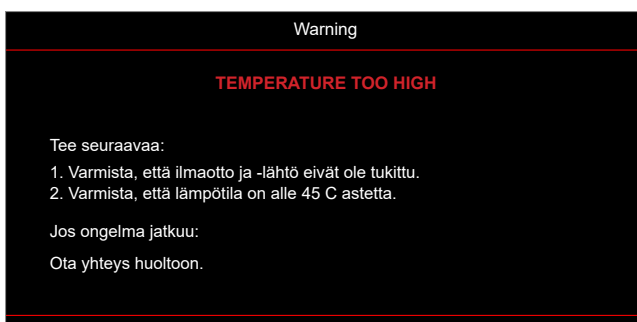 Warning
TEMPERATURE TOO HIGH
Tee seuraavaa:
1. Varmista, että ilmaotto ja -lähtö eivät ole tukittu.
2. Varmista, että lämpötila on alle 45 C astetta.
Jos ongelma jatkuu:
Ota yhteys huoltoon.